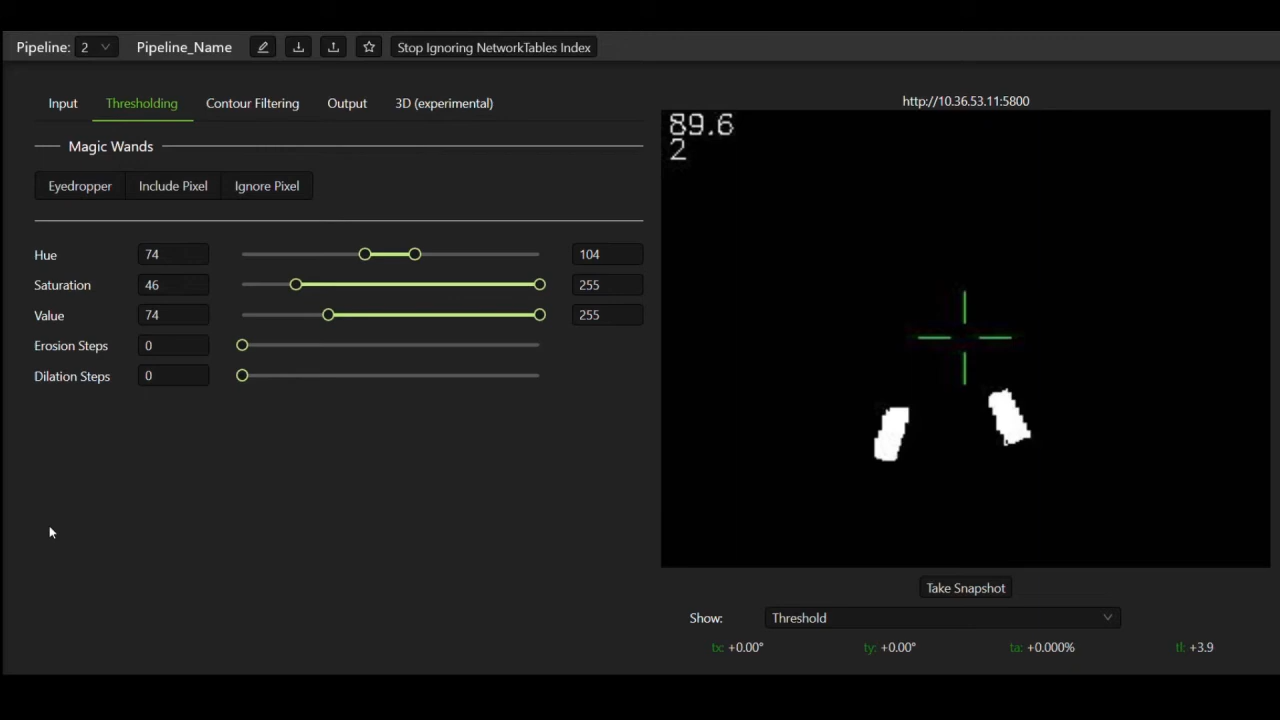 Pipeline: 2 Pipeline_Name Stop Ignoring NetworkTables Index
Input Thresholding Contour Filtering Output 3D (experimental)
Magic Wands
Eyedropper Include Pixel Ignore Pixel
Hue 74 104
Saturation 46 255
Value 74 255
Erosion Steps 0
Dilation Steps 0
http://10.36.53.11:5800
89.6
2
Take Snapshot
Show: Threshold
tx: +0.00° ty: +0.00° ta: +0.000% tl: +3.9